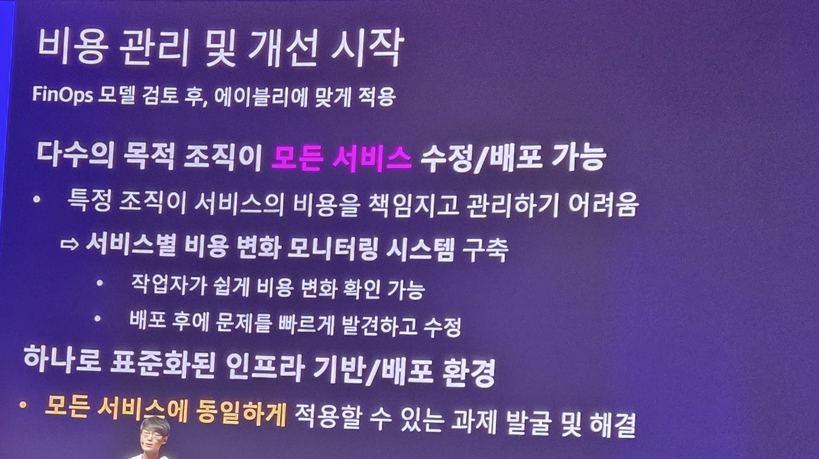 비용 관리 및 개선 시작
FinOps 모델 검토 후, 에이블리에 맞게 적용
다수의 목적 조직이 모든 서비스 수정/배포 가능
• 특정 조직이 서비스의 비용을 책임지고 관리하기 어려움
⇨ 서비스별 비용 변화 모니터링 시스템 구축
• 작업자가 쉽게 비용 변화 확인 가능
• 배포 후에 문제를 빠르게 발견하고 수정
하나로 표준화된 인프라 기반/배포 환경
• 모든 서비스에 동일하게 적용할 수 있는 과제 발굴 및 해결